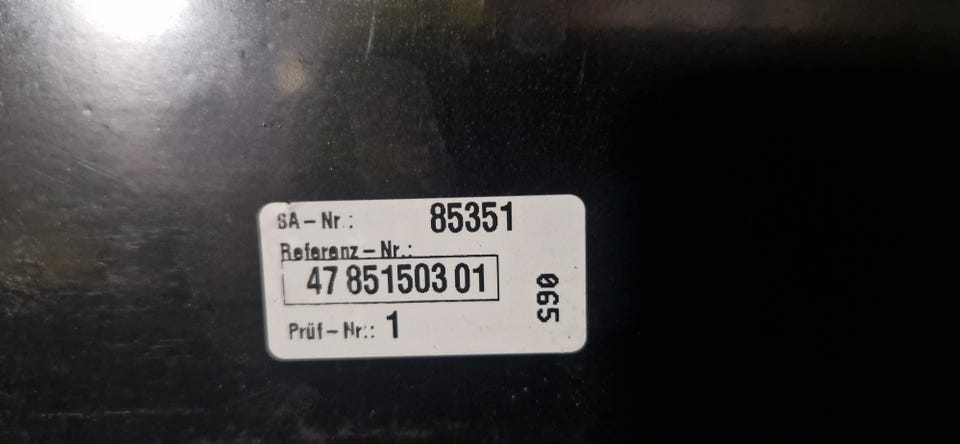 SA-Nr.: 85351
Referenz-Nr.:
47 851503 01
Prüf-Nr.: 1
065